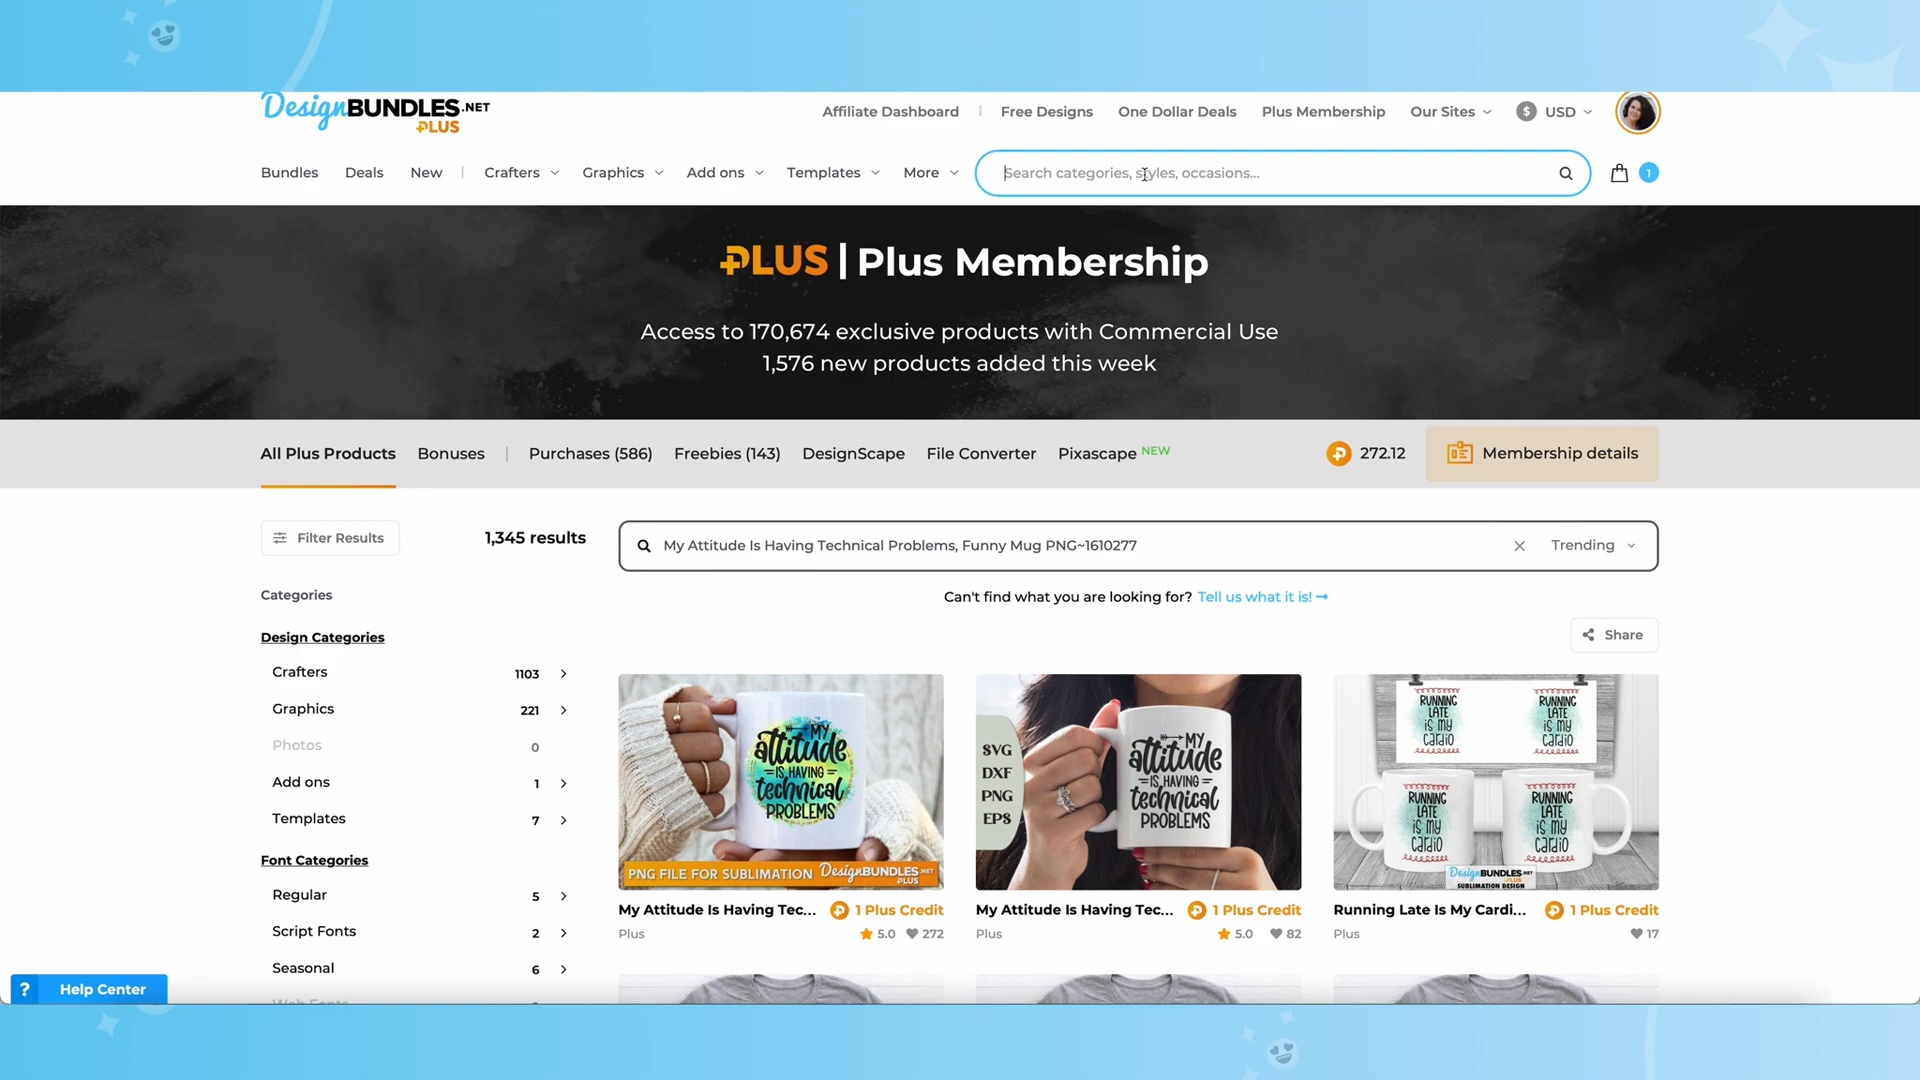 DesignBUNDLES.NET
PLUS
Affiliate Dashboard | Free Designs One Dollar Deals Plus Membership Our Sites $ USD
Bundles Deals New | Crafters Graphics Add ons Templates More Search categories, styles, occasions... 1
PLUS | Plus Membership
Access to 170,674 exclusive products with Commercial Use
1,576 new products added this week
All Plus Products Bonuses | Purchases (586) Freebies (143) DesignScape File Converter Pixascape NEW 272.12 Membership details
Filter Results 1,345 results My Attitude Is Having Technical Problems, Funny Mug PNG~1610277 Trending
Can't find what you are looking for? Tell us what it is!
Share
Categories
Design Categories
Crafters 1103
Graphics 221
Photos 0
Add ons 1
Templates 7
Font Categories
Regular 5
Script Fonts 2
Seasonal 6
MY
attitude
IS HAVING
technical
PROBLEMS
PNG FILE FOR SUBLIMATION DesignBUNDLES.NET
PLUS
SVG
DXF
PNG
EPS
MY
attitude
IS HAVING
technical
PROBLEMS
RUNNING
LATE
is MY
cardio
RUNNING
LATE
is MY
cardio
RUNNING
LATE
is MY
cardio
RUNNING
LATE
is MY
cardio
DesignBUNDLES.NET
PLUS
SUBLIMATION DESIGN
My Attitude Is Having Tec... 1 Plus Credit
Plus 5.0 272
My Attitude Is Having Tec... 1 Plus Credit
Plus 5.0 82
Running Late Is My Cardi... 1 Plus Credit
Plus 17
? Help Center